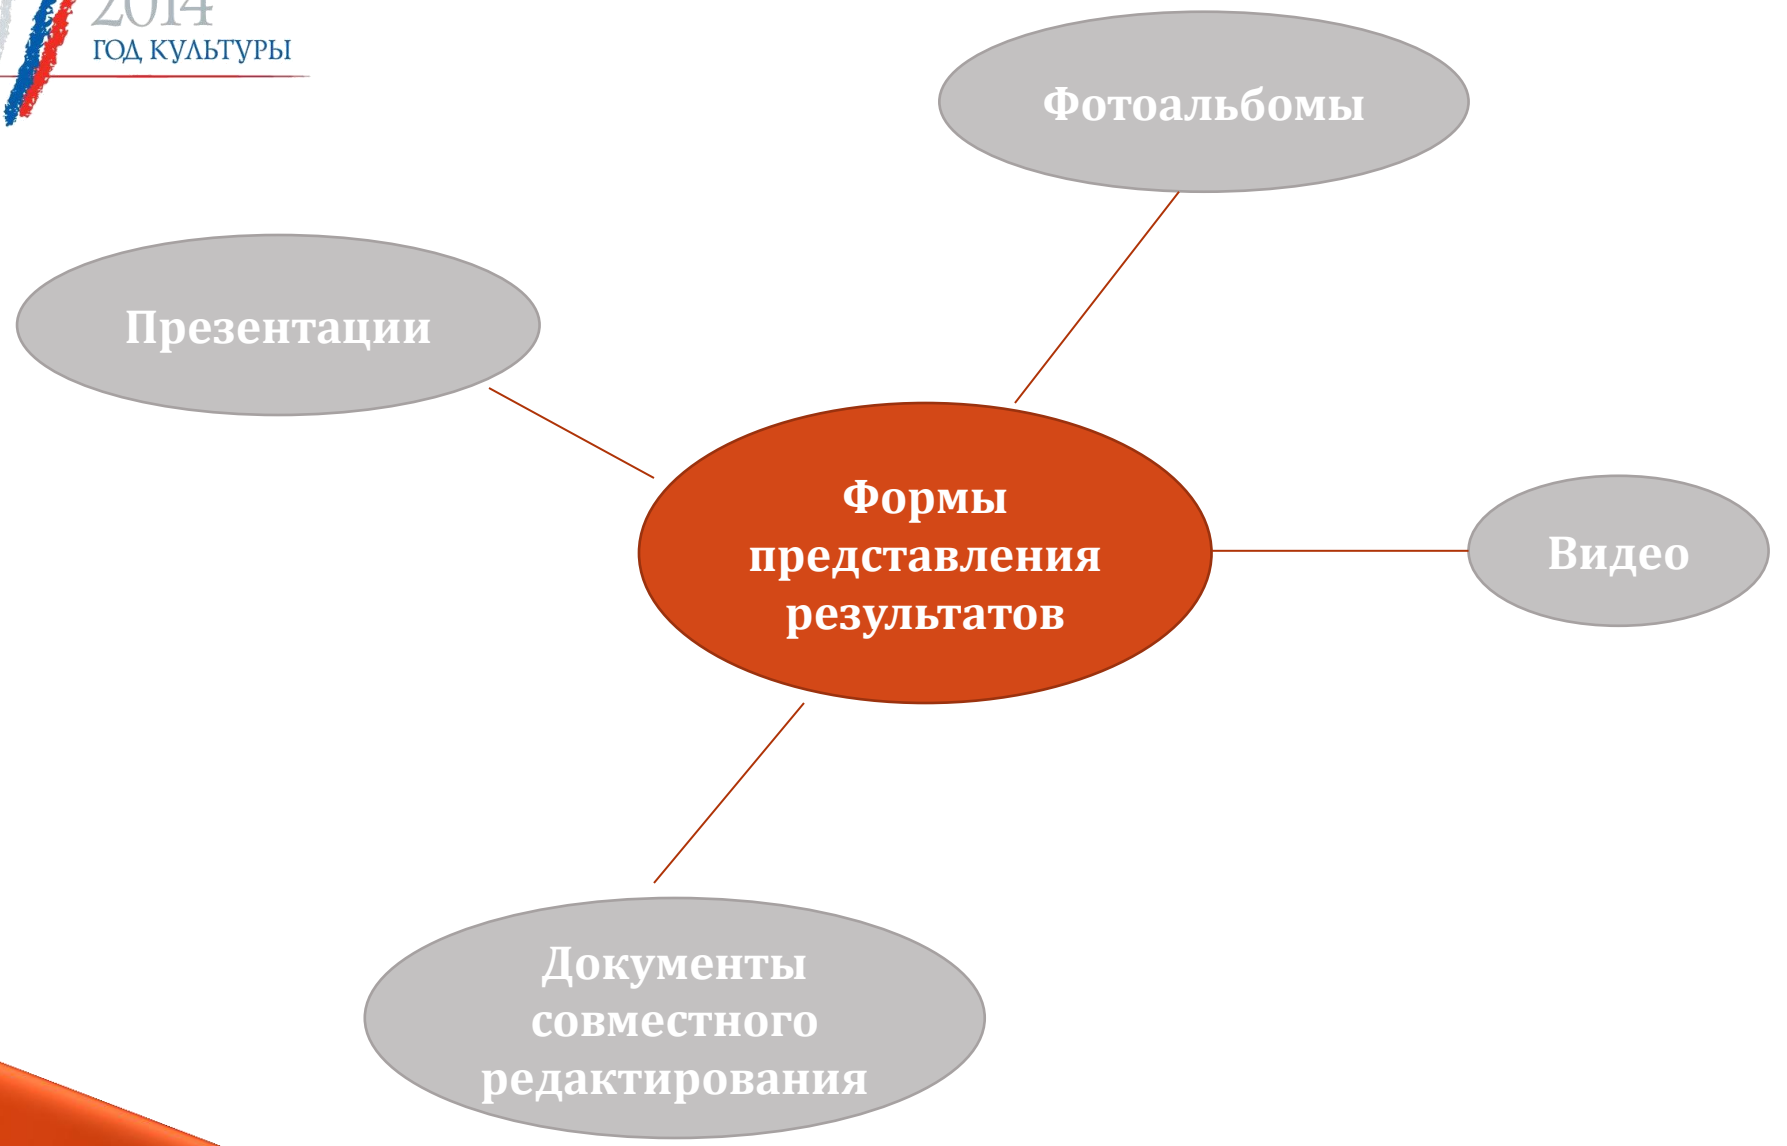 2014
ГОД КУЛЬТУРЫ
Фотоальбомы
Презентации
Формы
представления
результатов
Видео
Документы
совместного
редактирования